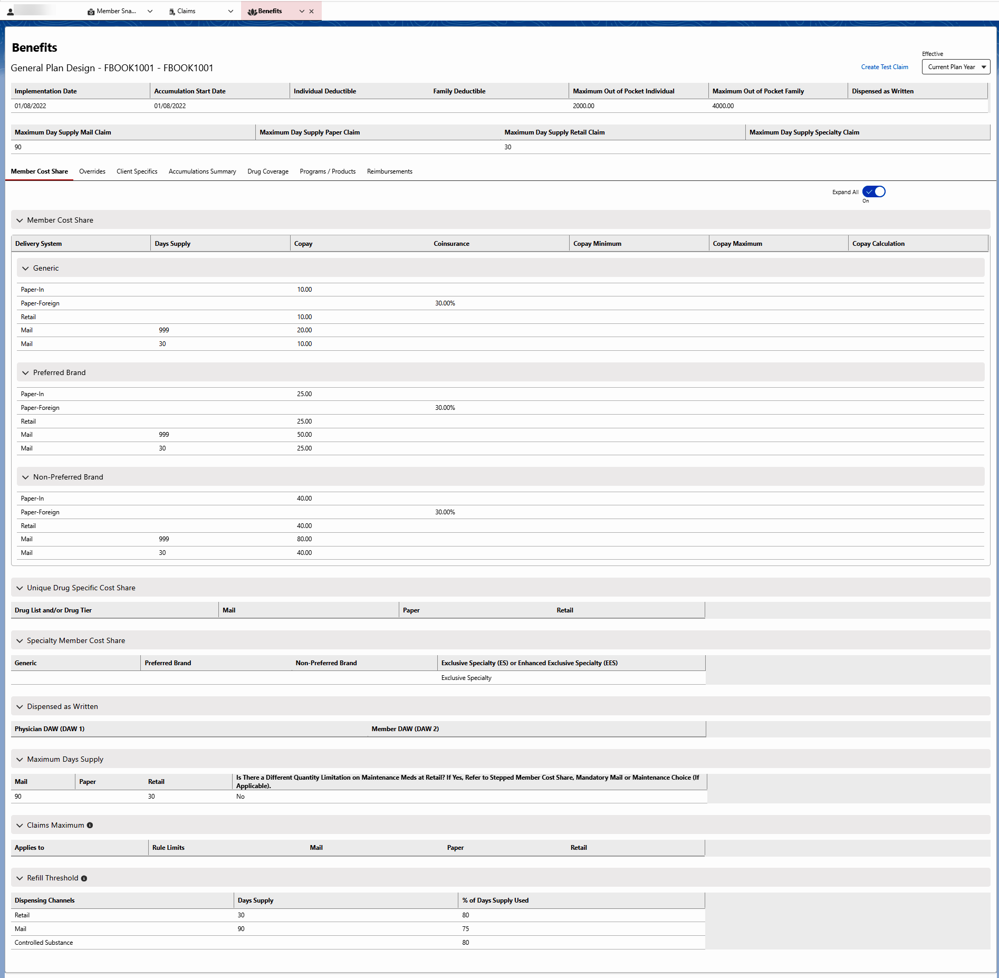 Member Sna...
Claims
Benefits
Benefits
General Plan Design - FBOOK1001 - FBOOK1001
Create Test Claim
Effective
Current Plan Year
Implementation Date Accumulation Start Date Individual Deductible Family Deductible Maximum Out of Pocket Individual Maximum Out of Pocket Family Dispensed as Written
01/08/2022 01/08/2022 2000.00 4000.00
Maximum Day Supply Mail Claim Maximum Day Supply Paper Claim Maximum Day Supply Retail Claim Maximum Day Supply Specialty Claim
90 30
Member Cost Share Overrides Client Specifics Accumulations Summary Drug Coverage Programs / Products Reimbursements
Expand All
On
Member Cost Share
Delivery System Days Supply Copay Coinsurance Copay Minimum Copay Maximum Copay Calculation
Generic
Paper-In 10.00
Paper-Foreign 30.00%
Retail 10.00
Mail 999 20.00
Mail 30 10.00
Preferred Brand
Paper-In 25.00
Paper-Foreign 30.00%
Retail 25.00
Mail 999 50.00
Mail 30 25.00
Non-Preferred Brand
Paper-In 40.00
Paper-Foreign 30.00%
Retail 40.00
Mail 999 80.00
Mail 30 40.00
Unique Drug Specific Cost Share
Drug List and/or Drug Tier Mail Paper Retail
Specialty Member Cost Share
Generic Preferred Brand Non-Preferred Brand Exclusive Specialty (ES) or Enhanced Exclusive Specialty (EES)
Exclusive Specialty
Dispensed as Written
Physician DAW (DAW 1) Member DAW (DAW 2)
Maximum Days Supply
Mail Paper Retail Is There a Different Quantity Limitation on Maintenance Meds at Retail? If Yes, Refer to Stepped Member Cost Share, Mandatory Mail or Maintenance Choice (If
Applicable).
90 30 No
Claims Maximum
Applies to Rule Limits Mail Paper Retail
Refill Threshold
Dispensing Channels Days Supply % of Days Supply Used
Retail 30 80
Mail 90 75
Controlled Substance 80